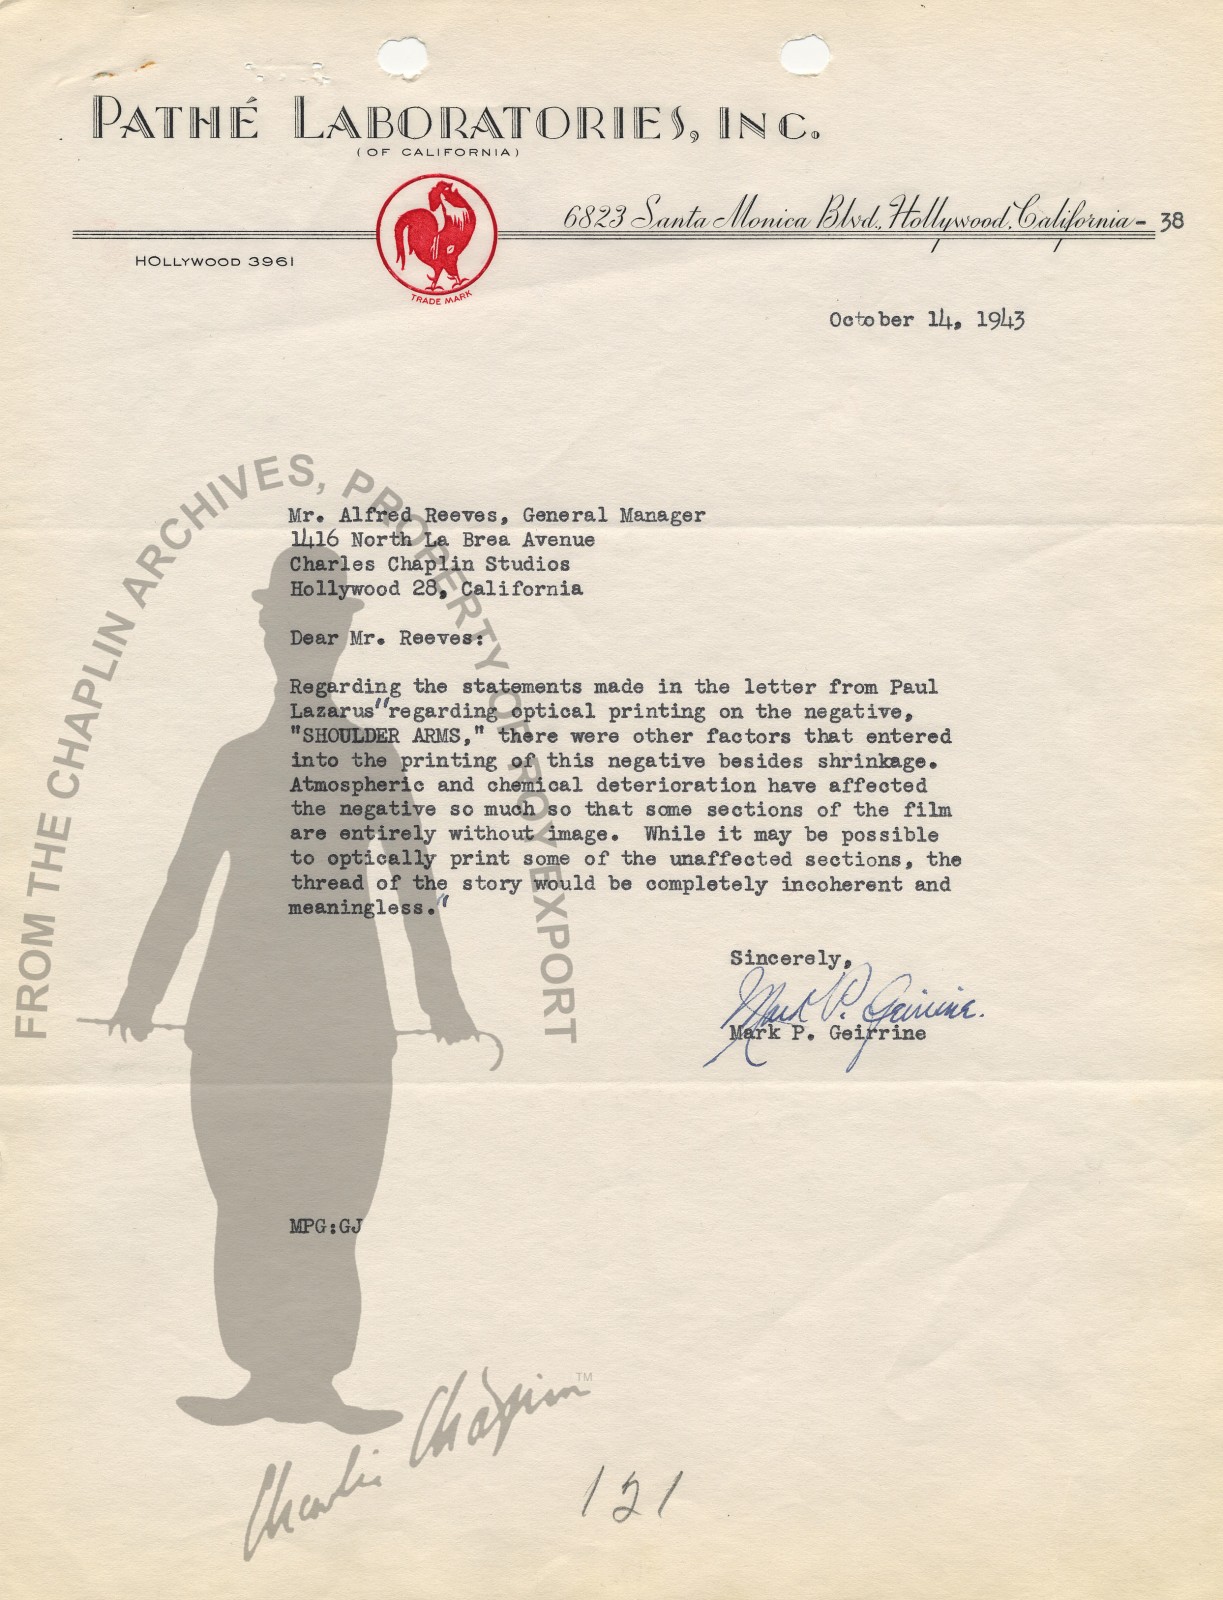 PATHÉ LABORATORIES, INC.
(OF CALIFORNIA)
6823 Santa Monica Blvd., Hollywood, California - 38
HOLLYWOOD 3961
TRADE MARK
October 14, 1943
Mr. Alfred Reeves, General Manager
1416 North La Brea Avenue
Charles Chaplin Studios
Hollywood 28, California
Dear Mr. Reeves:
Regarding the statements made in the letter from Paul
Lazarus "regarding optical printing on the negative,
"SHOULDER ARMS," there were other factors that entered
into the printing of this negative besides shrinkage.
Atmospheric and chemical deterioration have affected
the negative so much so that some sections of the film
are entirely without image. While it may be possible
to optically print some of the unaffected sections, the
thread of the story would be completely incoherent and
meaningless."
Sincerely,
Mark P. Geirrine.
Mark P. Geirrine
MPG:GJ
FROM THE CHAPLIN ARCHIVES, PROPERTY OF ROY EXPORT
Charlie Chaplin TM
121